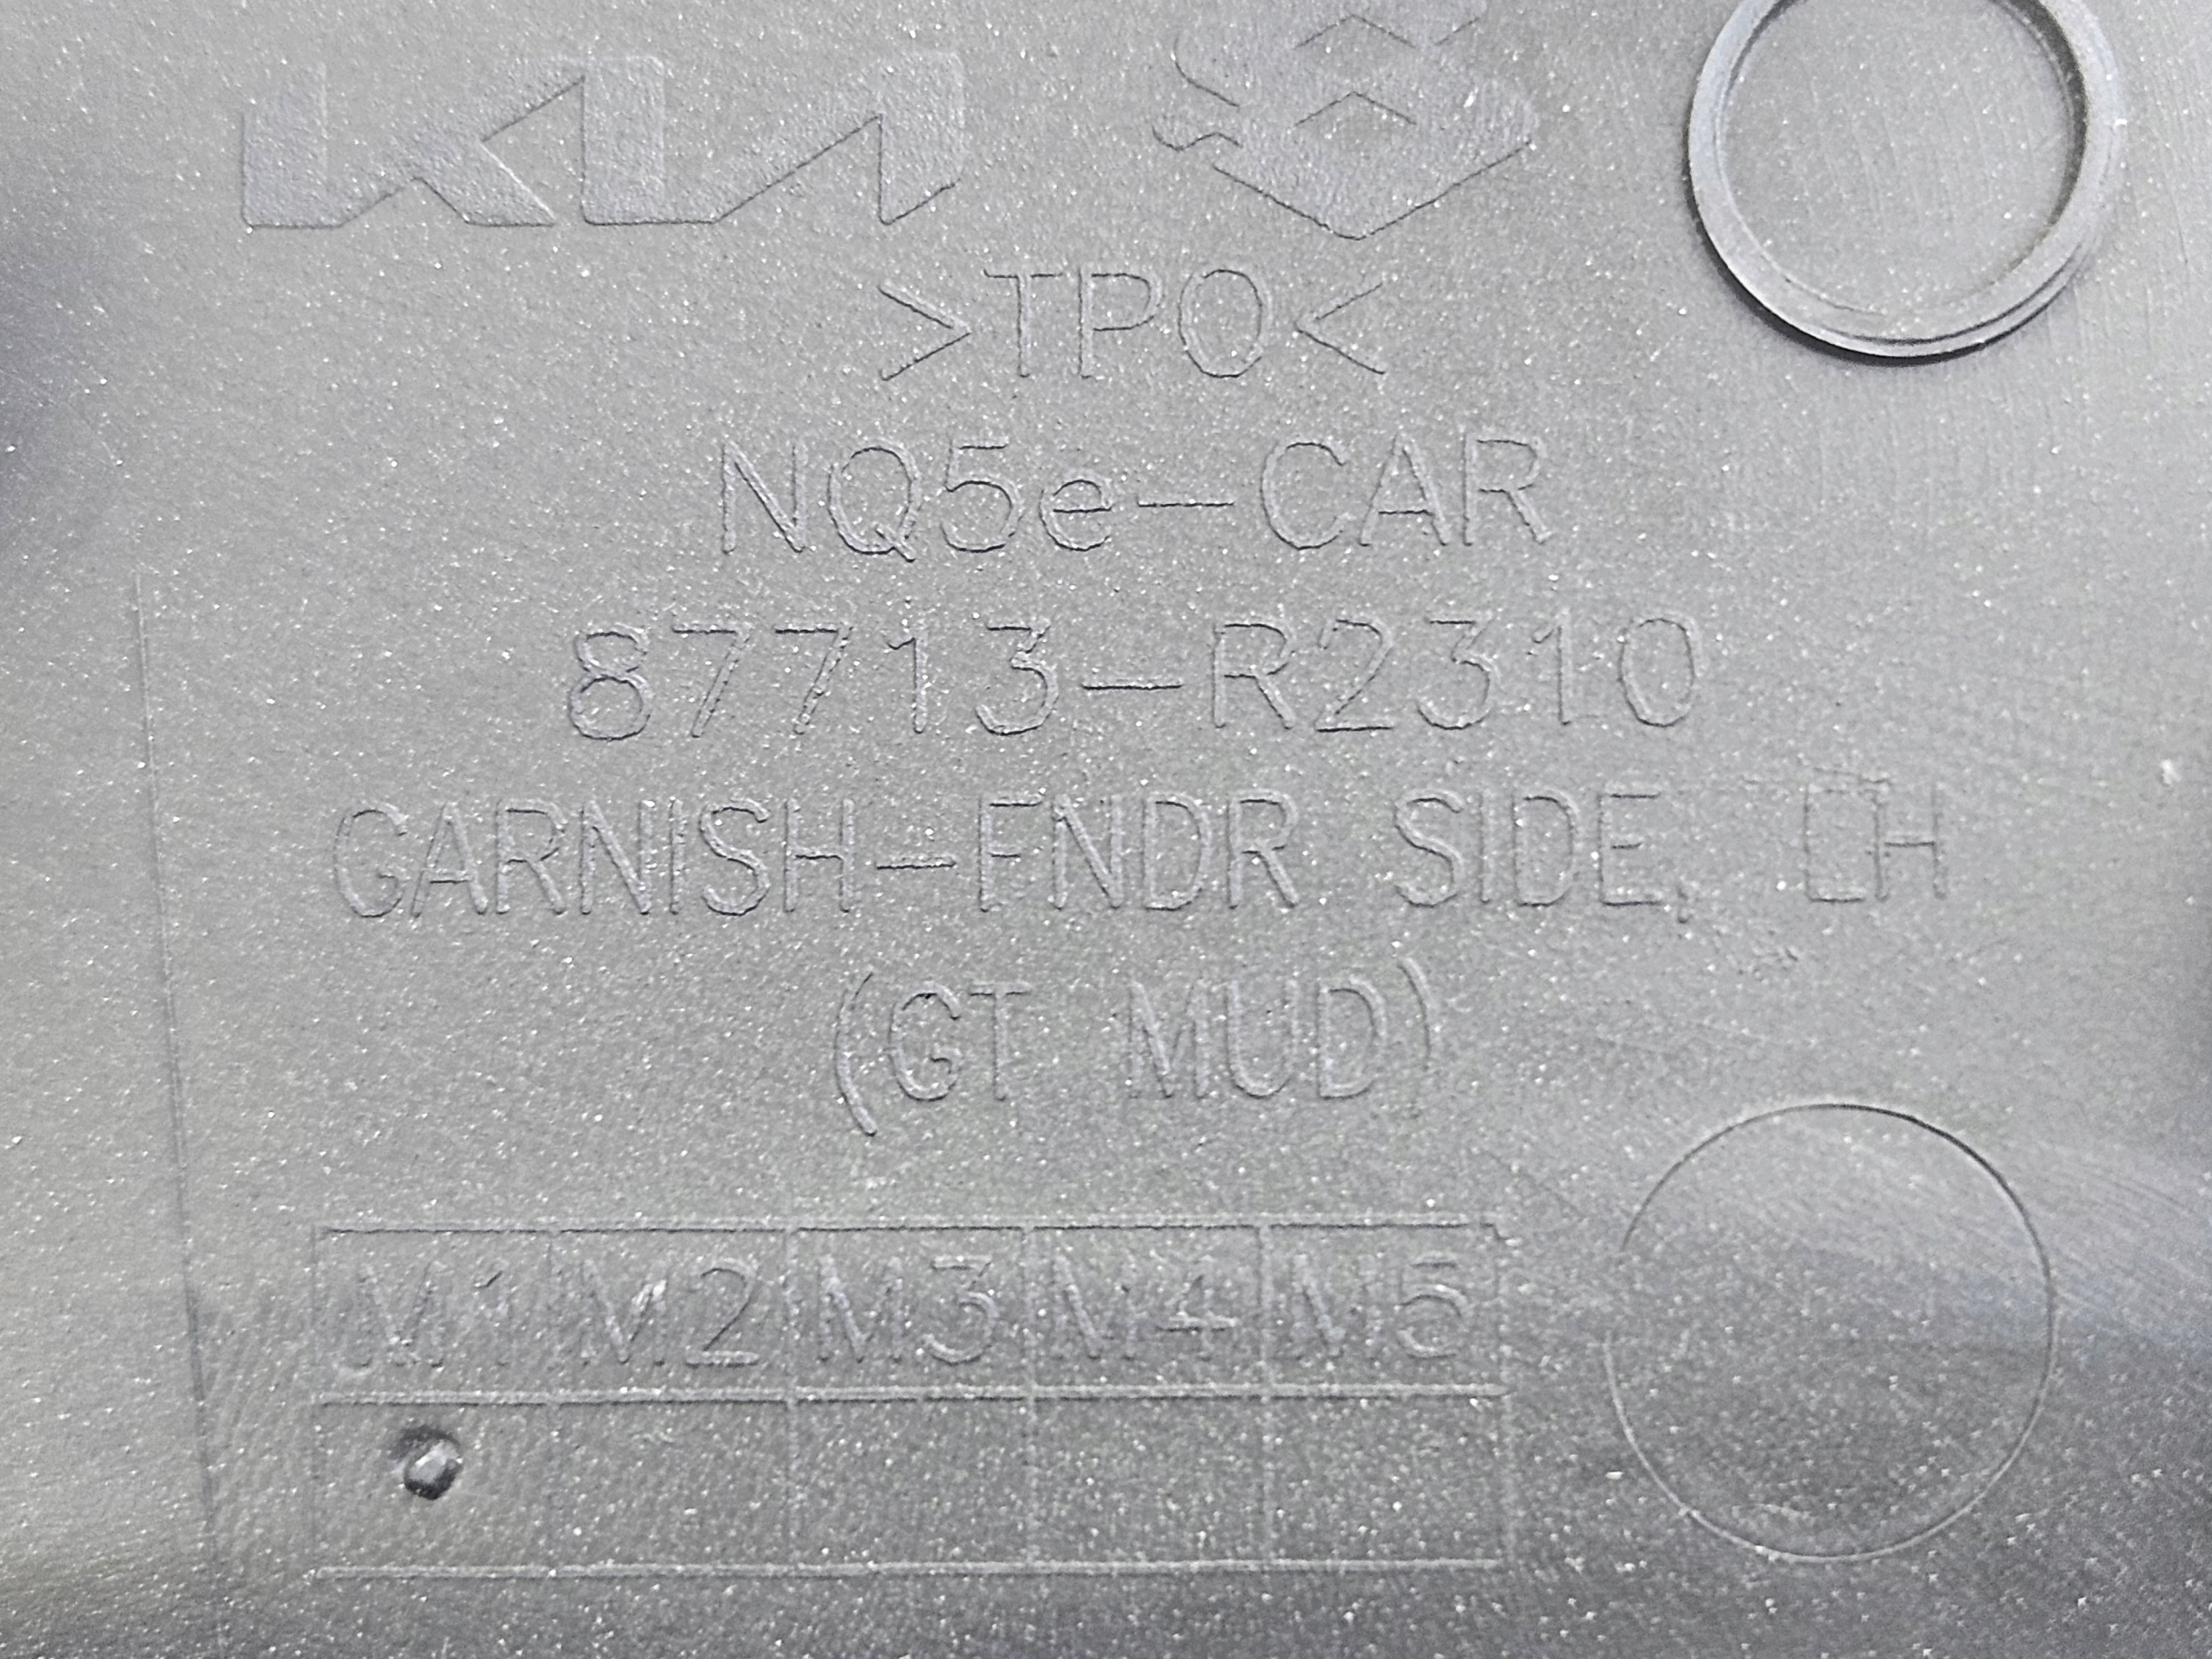 KIA
>TPO<
NQ5e-CAR
87713-R2310
GARNISH-FNDR SIDE, LH
(GT MUD)
M1 M2 M3 M4 M5